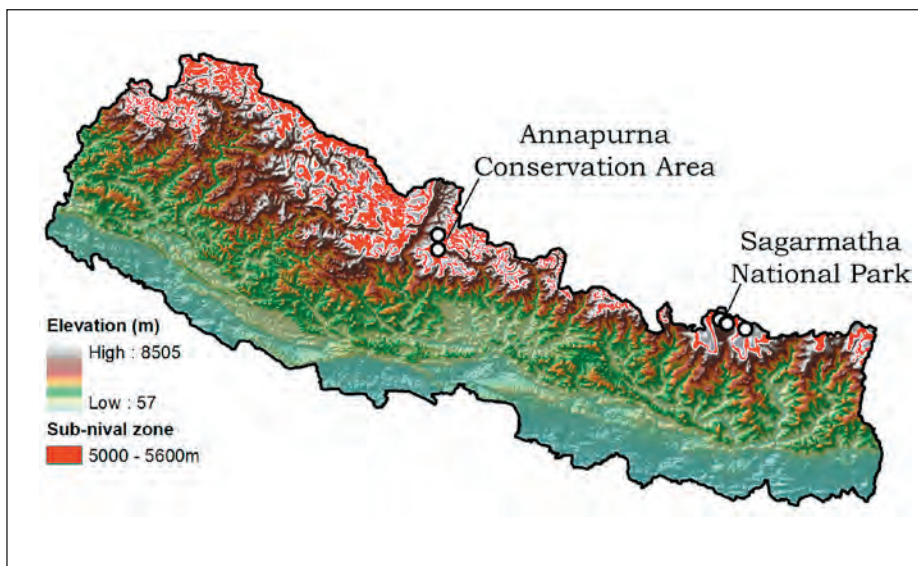 Annapurna
Conservation Area
Sagarmatha
National Park
Elevation (m)
High : 8505
Low : 57
Sub-nival zone
5000 - 5600m